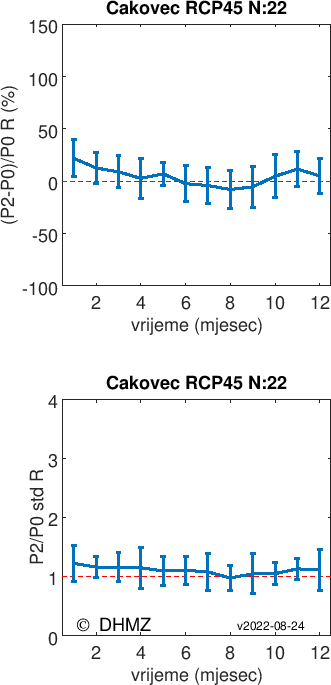 Cakovec RCP45 N:22
(P2-P0)/P0 R (%)
150
100
50
0
-50
-100
2 4 6 8 10 12
vrijeme (mjesec)
Cakovec RCP45 N:22
P2/P0 std R
4
3
2
1
0
© DHMZ
v2022-08-24
2 4 6 8 10 12
vrijeme (mjesec)